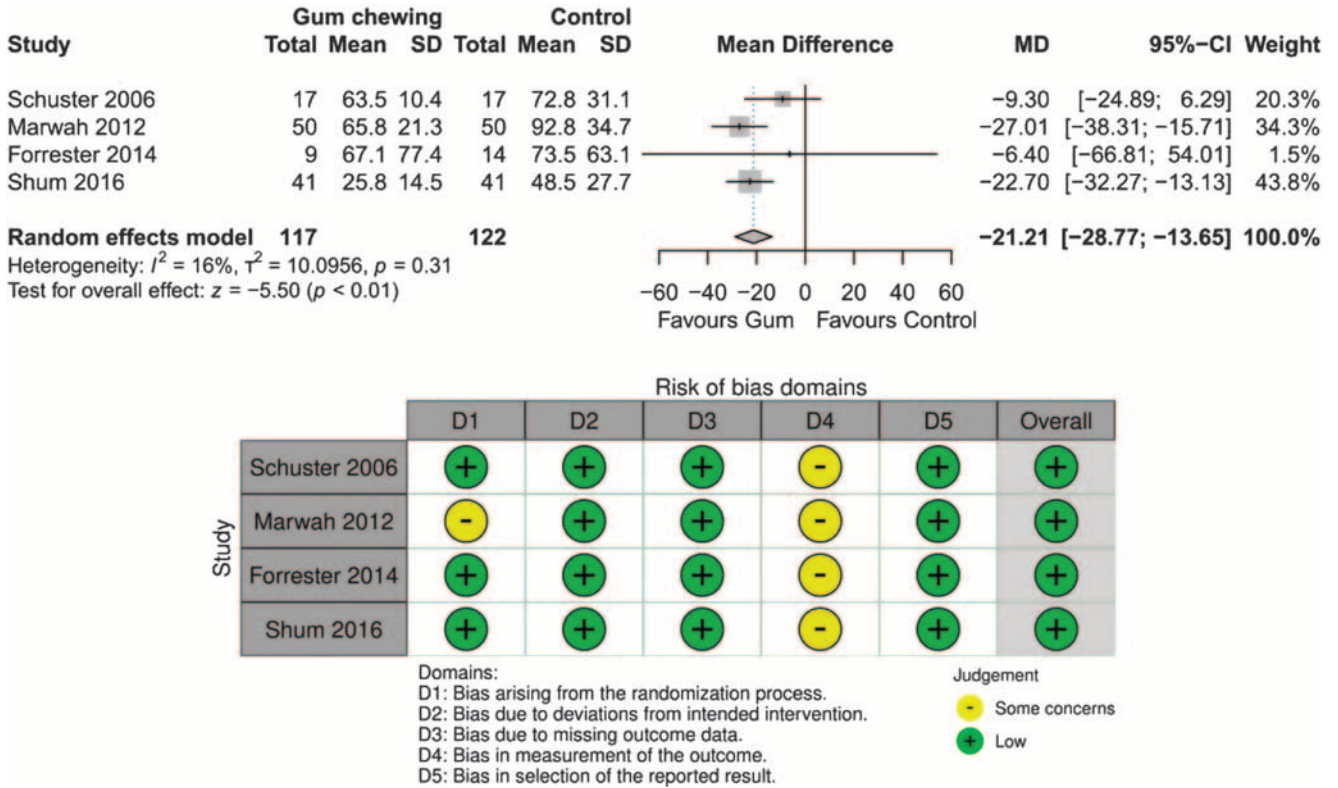 Gum chewing Control
Study Total Mean SD Total Mean SD Mean Difference MD 95%−CI Weight
Schuster 2006 17 63.5 10.4 17 72.8 31.1 −9.30 [−24.89; 6.29] 20.3%
Marwah 2012 50 65.8 21.3 50 92.8 34.7 −27.01 [−38.31; −15.71] 34.3%
Forrester 2014 9 67.1 77.4 14 73.5 63.1 −6.40 [−66.81; 54.01] 1.5%
Shum 2016 41 25.8 14.5 41 48.5 27.7 −22.70 [−32.27; −13.13] 43.8%
Random effects model 117 122 −21.21 [−28.77; −13.65] 100.0%
Heterogeneity: I² = 16%, τ² = 10.0956, p = 0.31
Test for overall effect: z = −5.50 (p < 0.01)
−60 −40 −20 0 20 40 60
Favours Gum Favours Control
Risk of bias domains
D1 D2 D3 D4 D5 Overall
Study
Schuster 2006 + + + - + +
Marwah 2012 - + + - + +
Forrester 2014 + + + - + +
Shum 2016 + + + - + +
Domains:
D1: Bias arising from the randomization process.
D2: Bias due to deviations from intended intervention.
D3: Bias due to missing outcome data.
D4: Bias in measurement of the outcome.
D5: Bias in selection of the reported result.
Judgement
- Some concerns
+ Low